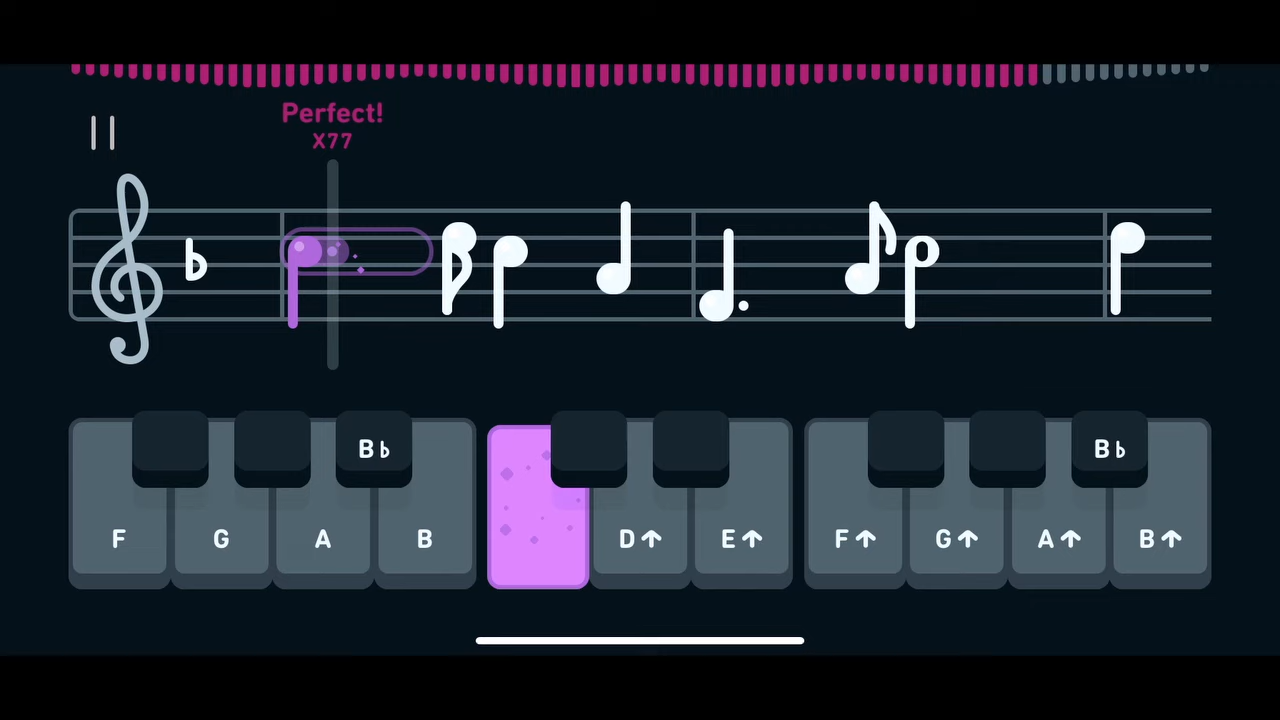 Perfect!
X77
B♭ B♭
F G A B D↑ E↑ F↑ G↑ A↑ B↑